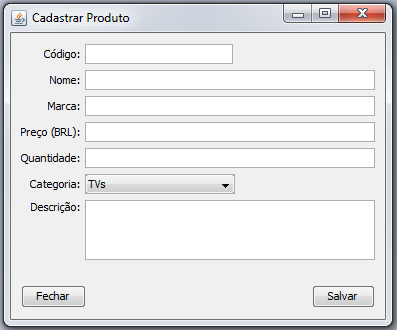 Cadastrar Produto
Código:
Nome:
Marca:
Preço (BRL):
Quantidade:
Categoria: TVs
Descrição:
Fechar Salvar